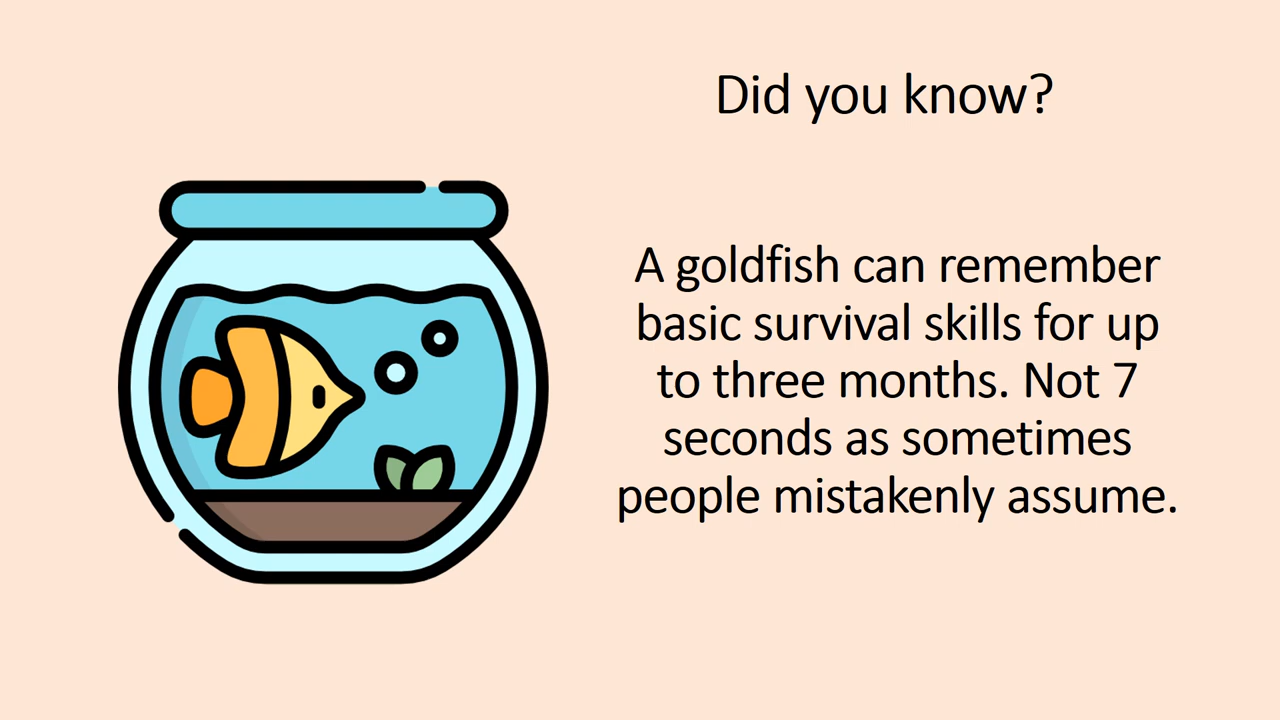 Did you know?
A goldfish can remember
basic survival skills for up
to three months. Not 7
seconds as sometimes
people mistakenly assume.